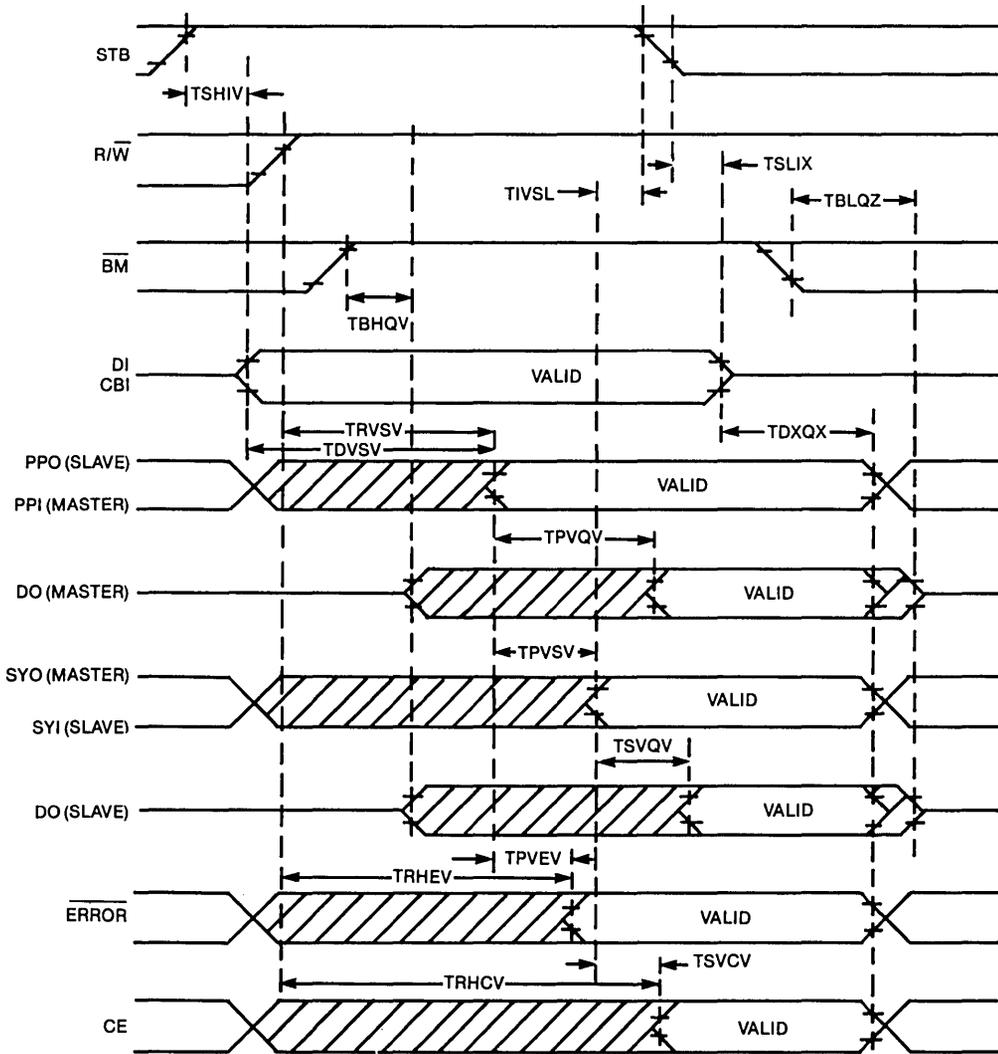 STB
TSHIV
R/W̅
TSLIX
TIVSL
TBLQZ
B̅M̅
TBHQV
DI
CBI
VALID
TRVSV
TDXQX
TDVSV
PPO (SLAVE)
VALID
PPI (MASTER)
TPVQV
DO (MASTER)
VALID
TPVSV
SYO (MASTER)
VALID
SYI (SLAVE)
TSVQV
DO (SLAVE)
VALID
TPVEV
TRHEV
E̅R̅R̅O̅R̅
VALID
TSVCV
TRHCV
CE
VALID